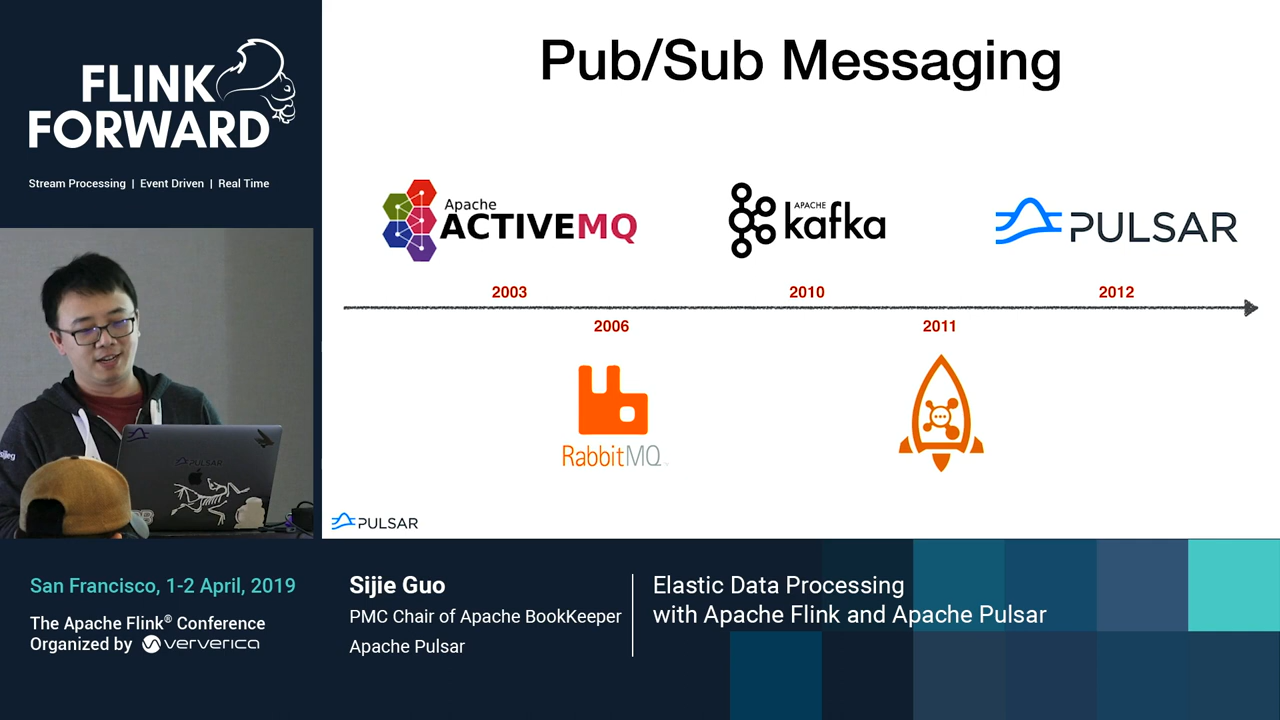 FLINK
FORWARD
Stream Processing | Event Driven | Real Time
Pub/Sub Messaging
Apache
ACTIVEMQ
APACHE
kafka
PULSAR
2003
2010
2012
2006
2011
RabbitMQ
PULSAR
sijieg
PULSAR
San Francisco, 1-2 April, 2019
The Apache Flink® Conference
Organized by ververica
Sijie Guo
PMC Chair of Apache BookKeeper
Apache Pulsar
Elastic Data Processing
with Apache Flink and Apache Pulsar